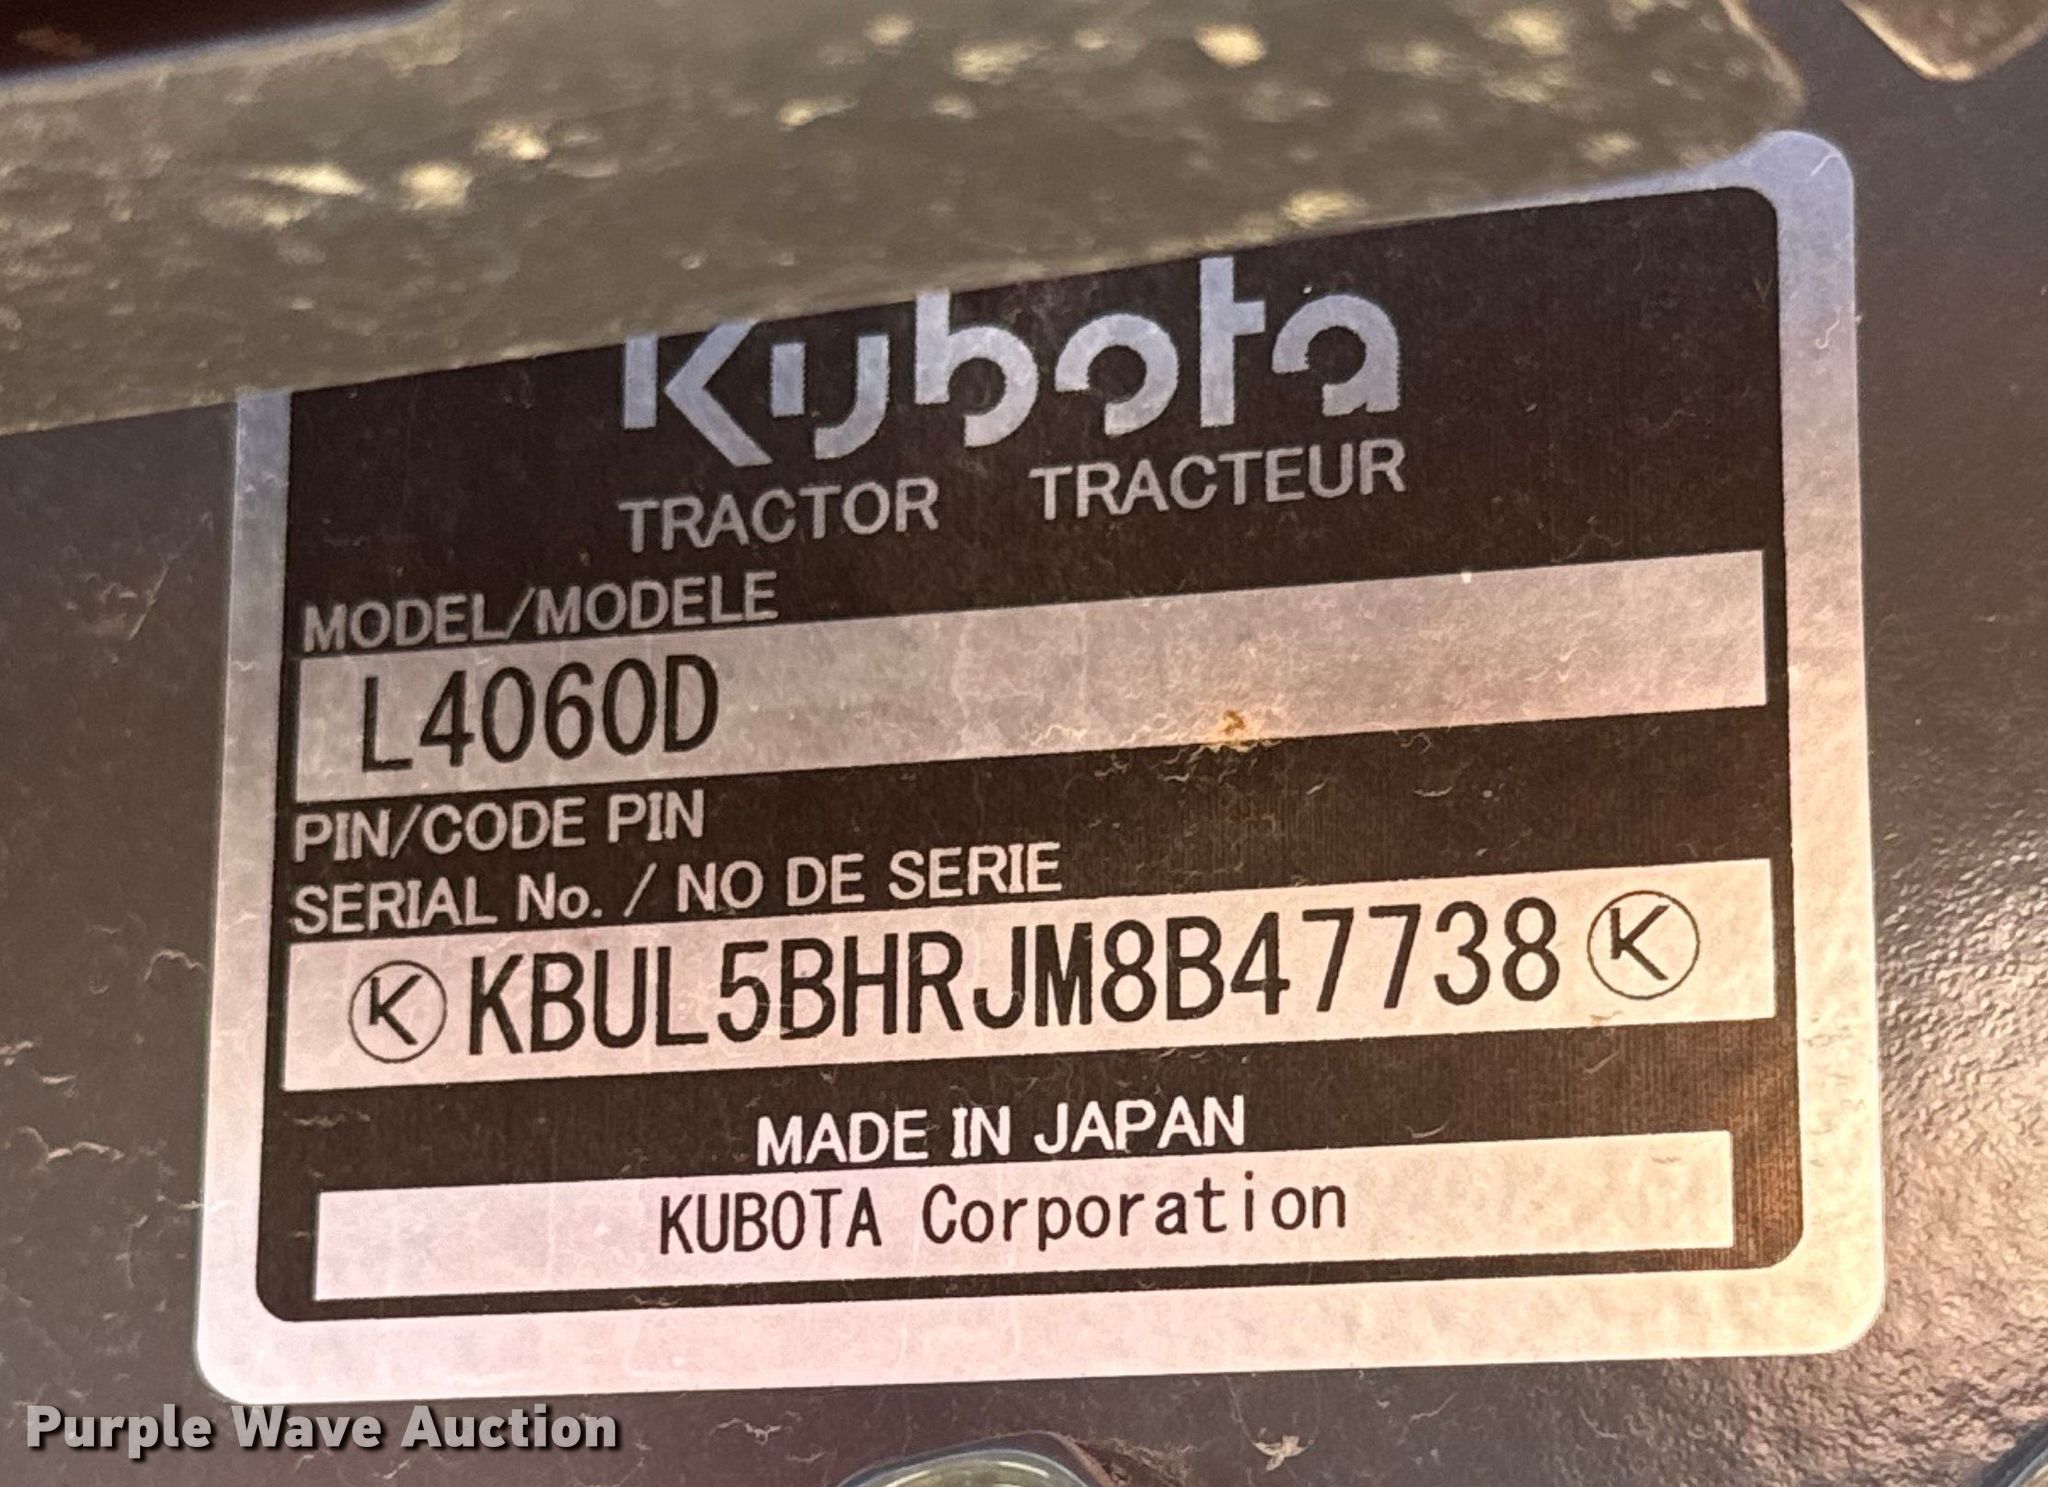 Kubota
TRACTOR TRACTEUR
MODEL/MODELE
L4060D
PIN/CODE PIN
SERIAL No. / NO DE SERIE
K KBUL5BHRJM8B47738 K
MADE IN JAPAN
KUBOTA Corporation
Purple Wave Auction